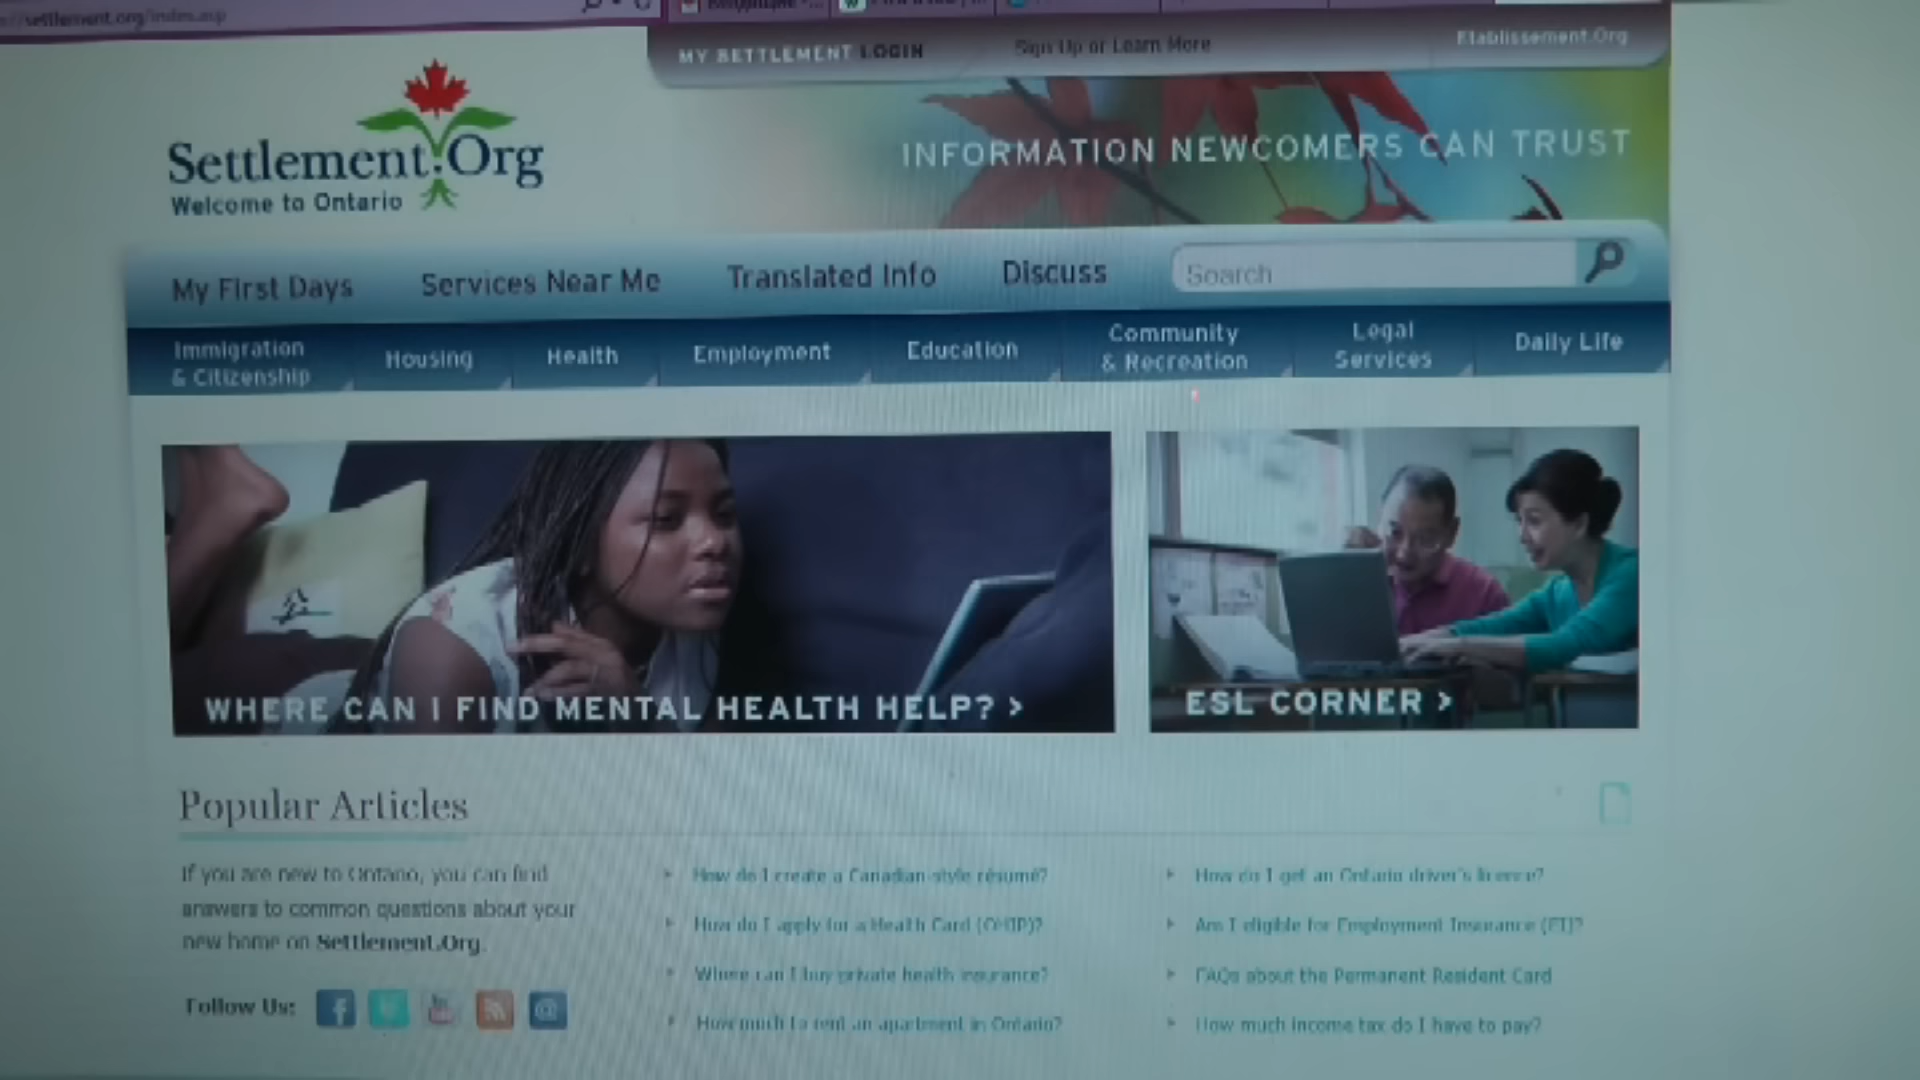 settlement.org/index.asp
MY SETTLEMENT LOGIN
Sign Up or Learn More
Etablissement.Org
Settlement.Org
Welcome to Ontario
INFORMATION NEWCOMERS CAN TRUST
My First Days
Services Near Me
Translated Info
Discuss
Search
Immigration
& Citizenship
Housing
Health
Employment
Education
Community
& Recreation
Legal
Services
Daily Life
WHERE CAN I FIND MENTAL HEALTH HELP? >
ESL CORNER >
Popular Articles
If you are new to Ontario, you can find
answers to common questions about your
new home on Settlement.Org.
Follow Us:
How do I create a Canadian-style résumé?
How do I apply for a Health Card (OHIP)?
Where can I buy private health insurance?
How much to rent an apartment in Ontario?
How do I get an Ontario driver's licence?
Am I eligible for Employment Insurance (EI)?
FAQs about the Permanent Resident Card
How much income tax do I have to pay?